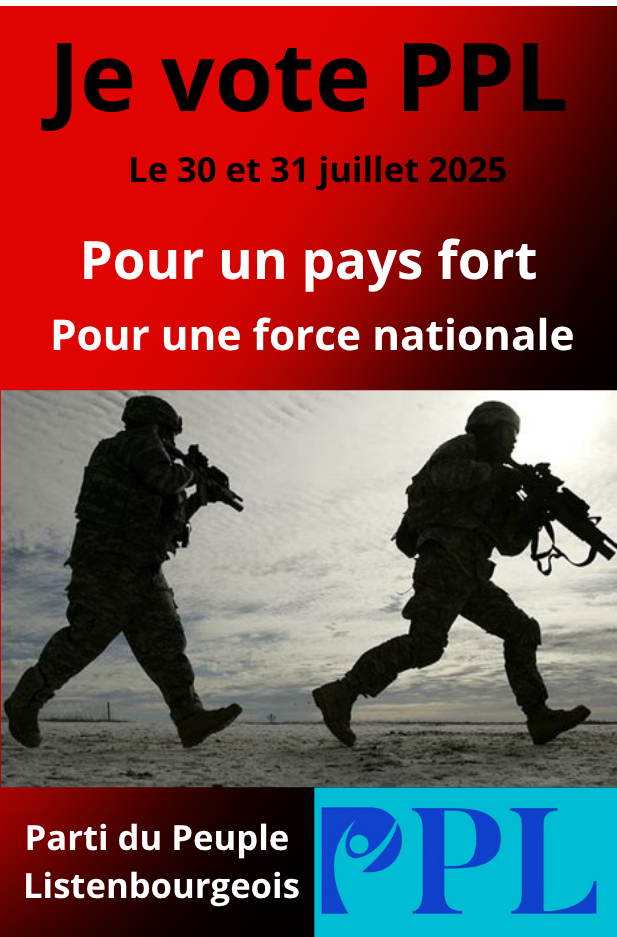 Je vote PPL
Le 30 et 31 juillet 2025
Pour un pays fort
Pour une force nationale
Parti du Peuple
Listenbourgeois
PPL